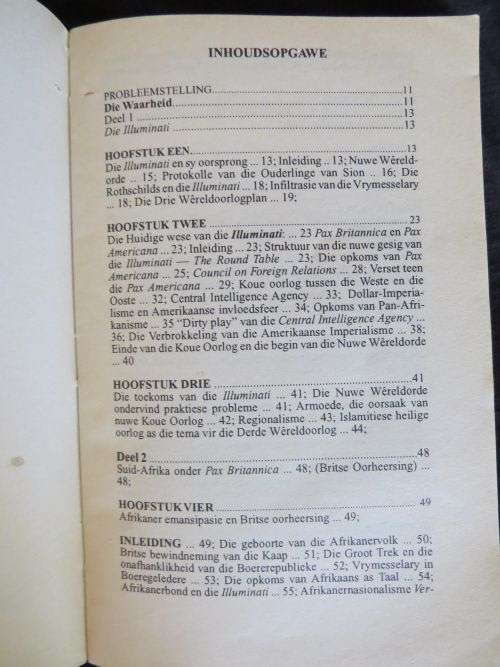 INHOUDSOPGAWE
PROBLEEMSTELLING..........................................................11
Die Waarheid..........................................................11
Deel 1..........................................................13
Die Illuminati..........................................................13
HOOFSTUK EEN..........................................................13
Die Illuminati en sy oorsprong ... 13; Inleiding .. 13; Nuwe Wêreld-
orde .. 15; Protokolle van die Ouderlinge van Sion .. 16; Die
Rothschilds en die Illuminati .. 18; Infiltrasie van die Vrymesselary
.. 18; Die Drie Wêreldoorlogplan .. 19;
HOOFSTUK TWEE..........................................................23
Die Huidige wese van die Illuminati: ... 23 Pax Britannica en Pax
Americana ... 23; Inleiding ... 23; Struktuur van die nuwe gesig van
die Illuminati — The Round Table ... 23; Die opkoms van Pax
Americana ... 25; Council on Foreign Relations ... 28; Verset teen
die Pax Americana ... 29; Koue oorlog tussen die Weste en die
Ooste ... 32; Central Intelligence Agency ... 33; Dollar-Imperia-
lisme en Amerikaanse invloedsfeer ... 34; Opkoms van Pan-Afri-
kanisme ... 35 "Dirty play" van die Central Intelligence Agency ...
36; Die Verbrokkeling van die Amerikaanse Imperialisme ... 38;
Einde van die Koue Oorlog en die begin van die Nuwe Wêreldorde
... 40
HOOFSTUK DRIE..........................................................41
Die toekoms van die Illuminati ... 41; Die Nuwe Wêreldorde
ondervind praktiese probleme ... 41; Armoede, die oorsaak van
nuwe Koue Oorlog ... 42; Regionalisme ... 43; Islamitiese heilige
oorlog as die tema vir die Derde Wêreldoorlog ... 44;
Deel 2..........................................................48
Suid-Afrika onder Pax Britannica ... 48; (Britse Oorheersing) ...
48;
HOOFSTUK VIER..........................................................49
Afrikaner emansipasie en Britse oorheersing ... 49;
INLEIDING ... 49; Die geboorte van die Afrikanervolk ... 50;
Britse bewindneming van die Kaap ... 51; Die Groot Trek en die
onafhanklikheid van die Boererepublieke ... 52; Vrymesselary in
Boeregeledere ... 53; Die opkoms van Afrikaans as Taal ... 54;
Afrikanerbond en die Illuminati ... 55; Afrikanernasionalisme Ver-